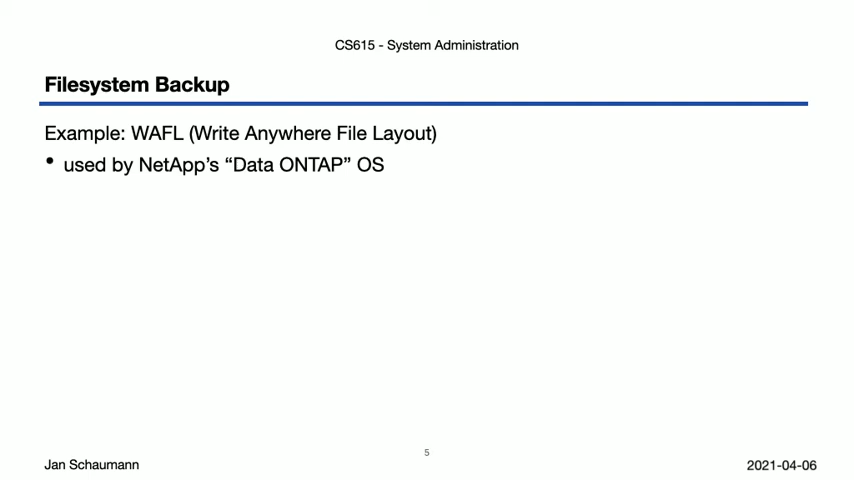 CS615 - System Administration
Filesystem Backup
Example: WAFL (Write Anywhere File Layout)
• used by NetApp’s “Data ONTAP” OS
5
Jan Schaumann
2021-04-06